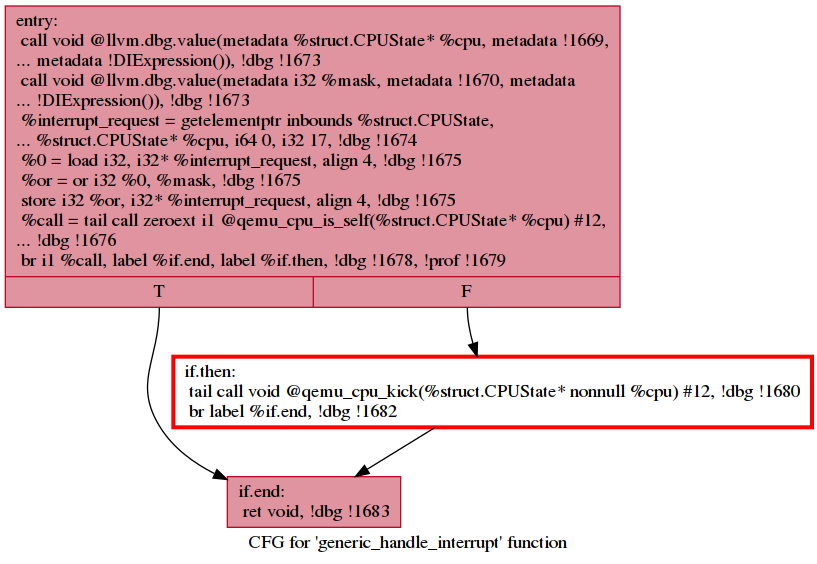 entry:
call void @llvm.dbg.value(metadata %struct.CPUState* %cpu, metadata !1669,
... metadata !DIExpression()), !dbg !1673
call void @llvm.dbg.value(metadata i32 %mask, metadata !1670, metadata
... !DIExpression()), !dbg !1673
%interrupt_request = getelementptr inbounds %struct.CPUState,
... %struct.CPUState* %cpu, i64 0, i32 17, !dbg !1674
%0 = load i32, i32* %interrupt_request, align 4, !dbg !1675
%or = or i32 %0, %mask, !dbg !1675
store i32 %or, i32* %interrupt_request, align 4, !dbg !1675
%call = tail call zeroext i1 @qemu_cpu_is_self(%struct.CPUState* %cpu) #12,
... !dbg !1676
br i1 %call, label %if.end, label %if.then, !dbg !1678, !prof !1679
T
F
if.then:
tail call void @qemu_cpu_kick(%struct.CPUState* nonnull %cpu) #12, !dbg !1680
br label %if.end, !dbg !1682
if.end:
ret void, !dbg !1683
CFG for 'generic_handle_interrupt' function